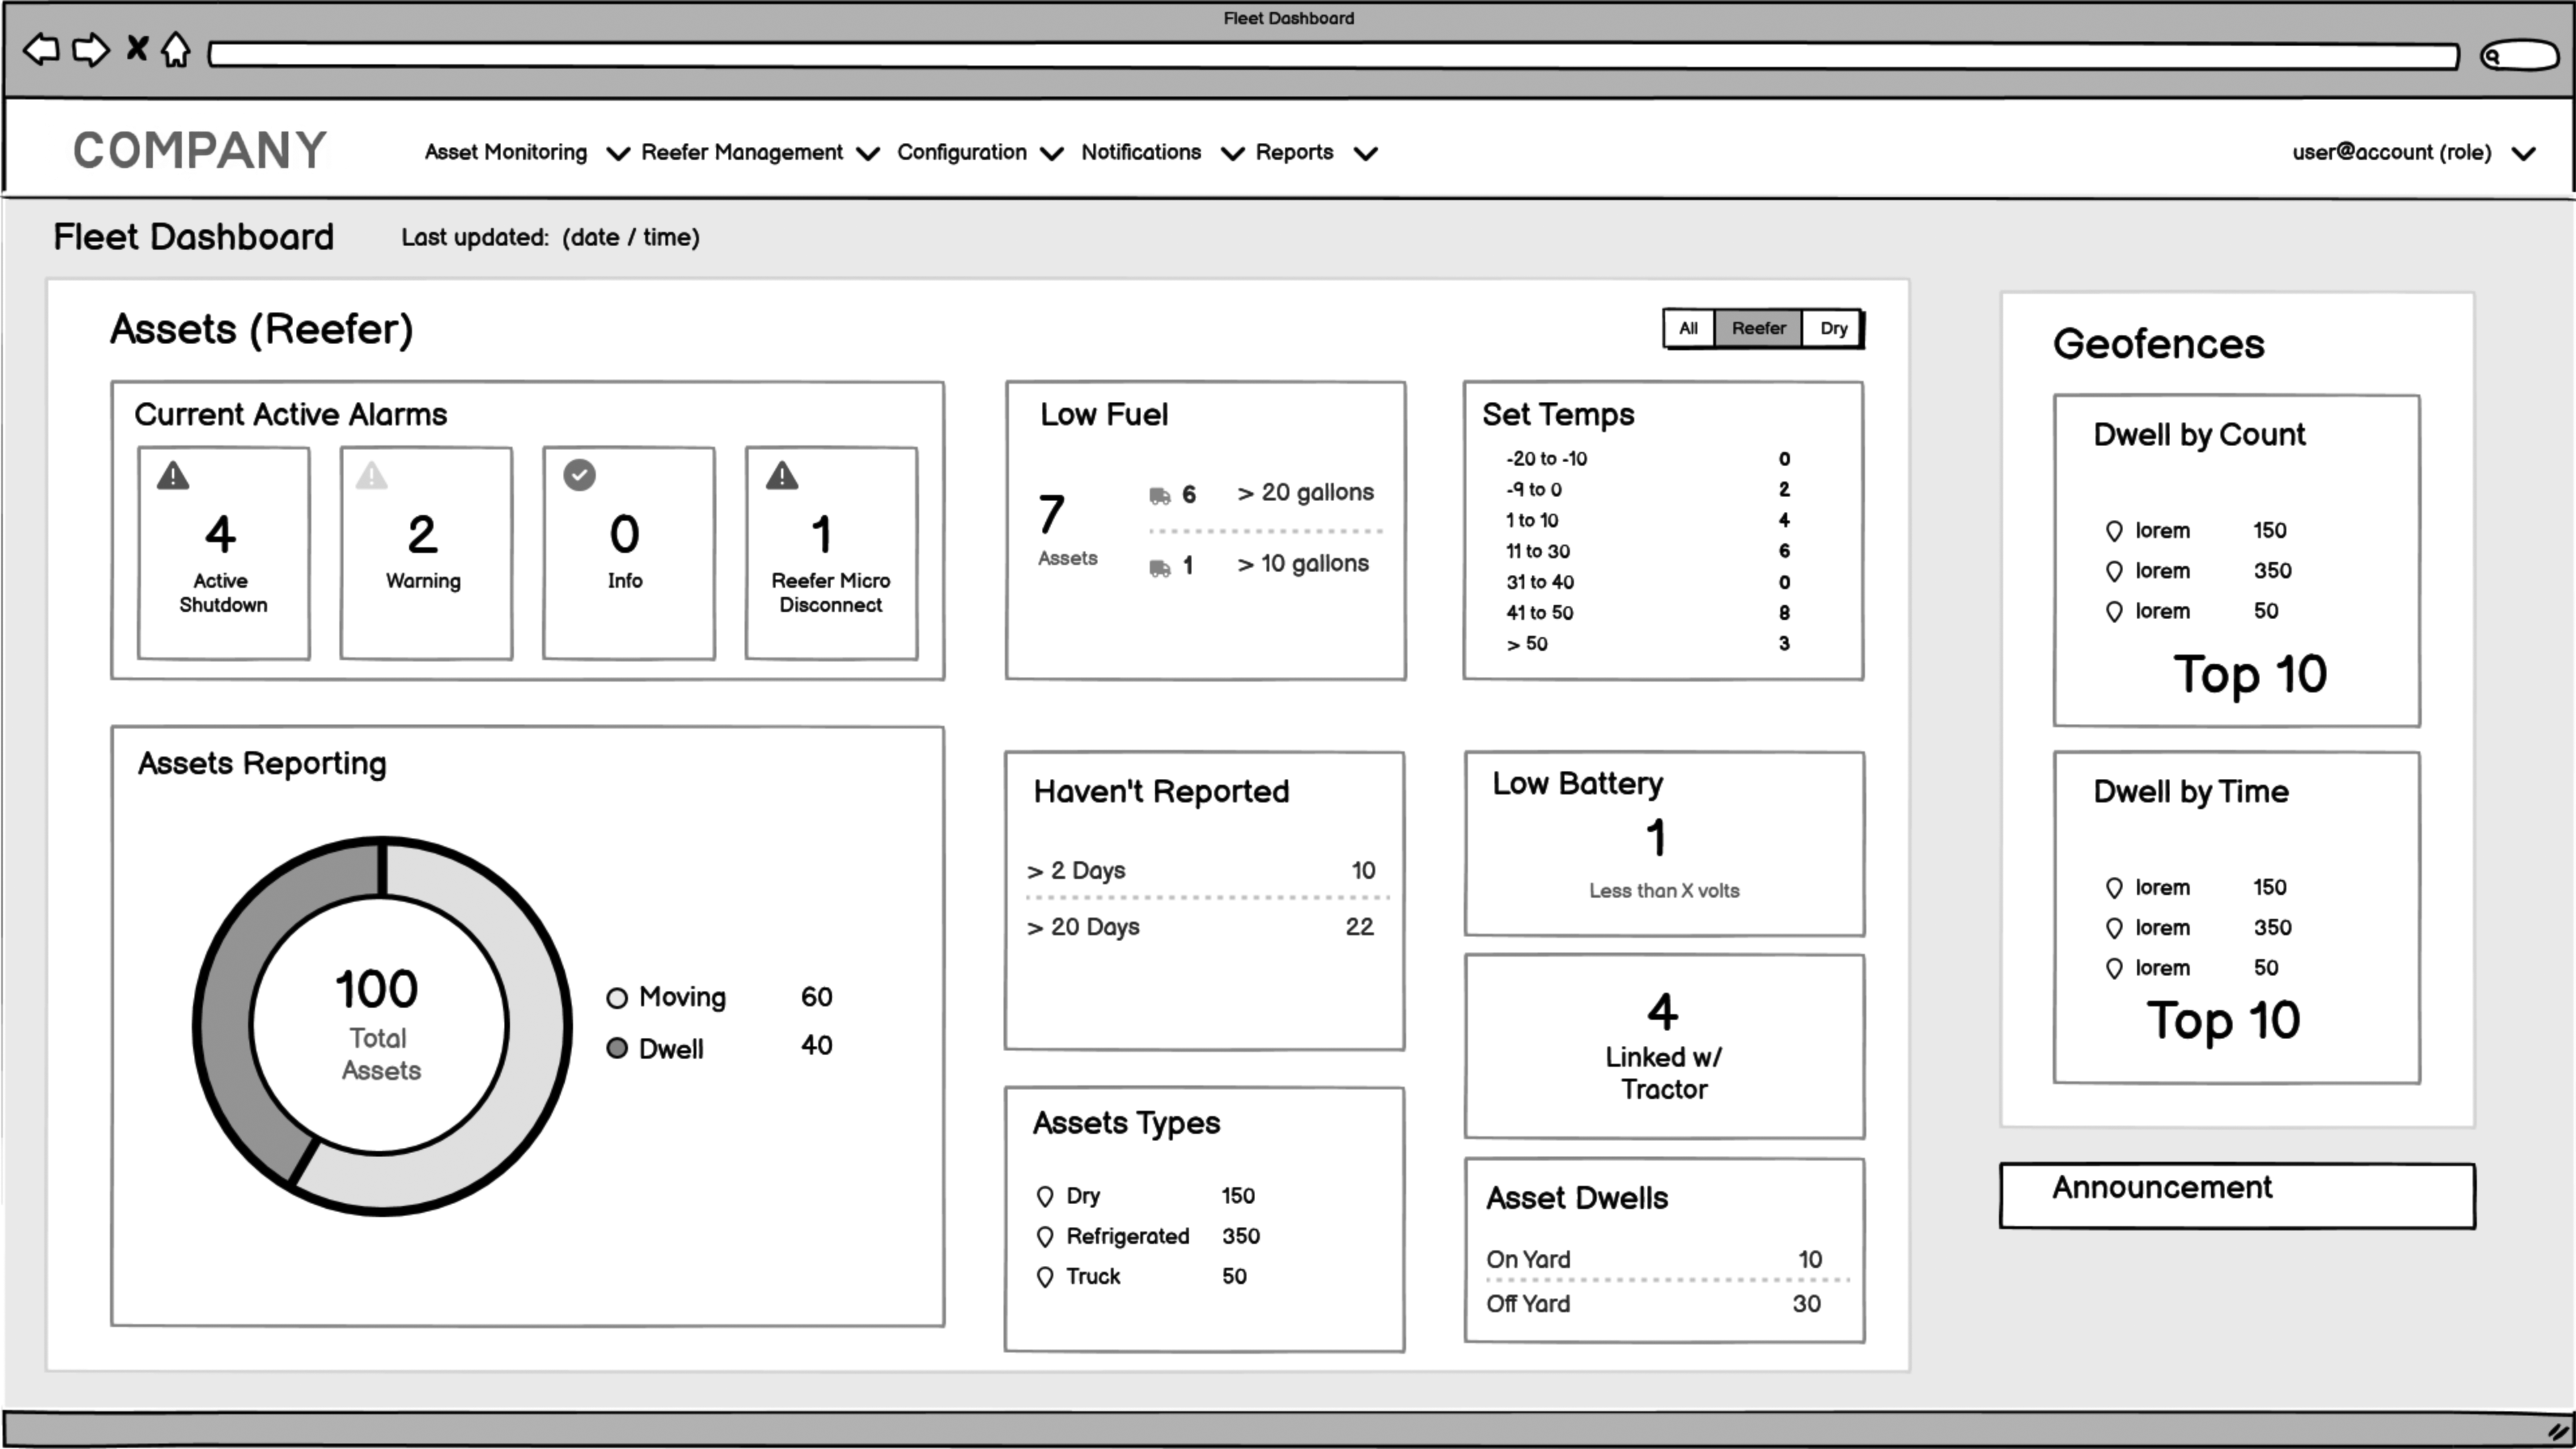 Fleet Dashboard
COMPANY
Asset Monitoring Reefer Management Configuration Notifications Reports user@account (role)
Fleet Dashboard Last updated: (date / time)
Assets (Reefer)
All Reefer Dry
Current Active Alarms
4
Active
Shutdown
2
Warning
0
Info
1
Reefer Micro
Disconnect
Low Fuel
7
Assets
6 > 20 gallons
1 > 10 gallons
Set Temps
-20 to -10 0
-9 to 0 2
1 to 10 4
11 to 30 6
31 to 40 0
41 to 50 8
> 50 3
Assets Reporting
100
Total
Assets
Moving 60
Dwell 40
Haven't Reported
> 2 Days 10
> 20 Days 22
Assets Types
Dry 150
Refrigerated 350
Truck 50
Low Battery
1
Less than X volts
4
Linked w/
Tractor
Asset Dwells
On Yard 10
Off Yard 30
Geofences
Dwell by Count
lorem 150
lorem 350
lorem 50
Top 10
Dwell by Time
lorem 150
lorem 350
lorem 50
Top 10
Announcement